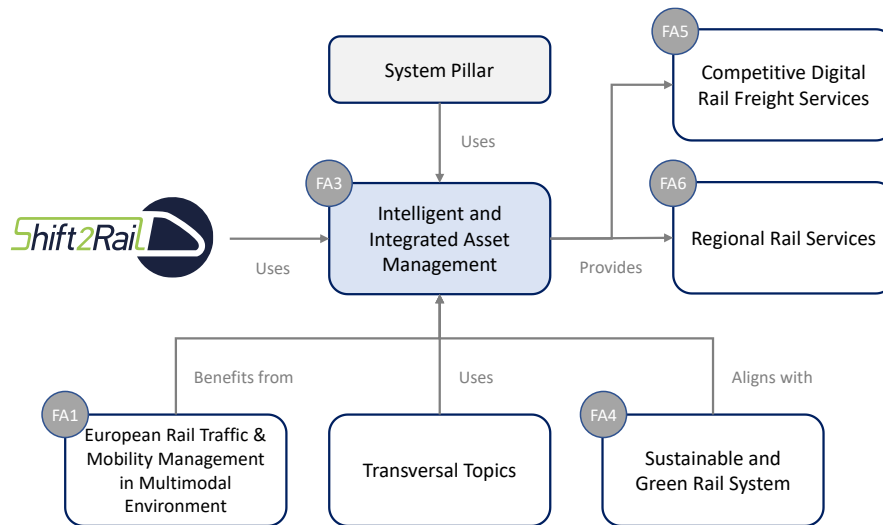 FA5
System Pillar
Competitive Digital
Rail Freight Services
Uses
FA3
FA6
Intelligent and
Integrated Asset
Management
Regional Rail Services
Shift2Rail
Uses
Provides
Benefits from
Uses
Aligns with
FA1
FA4
European Rail Traffic &
Mobility Management
in Multimodal
Environment
Transversal Topics
Sustainable and
Green Rail System